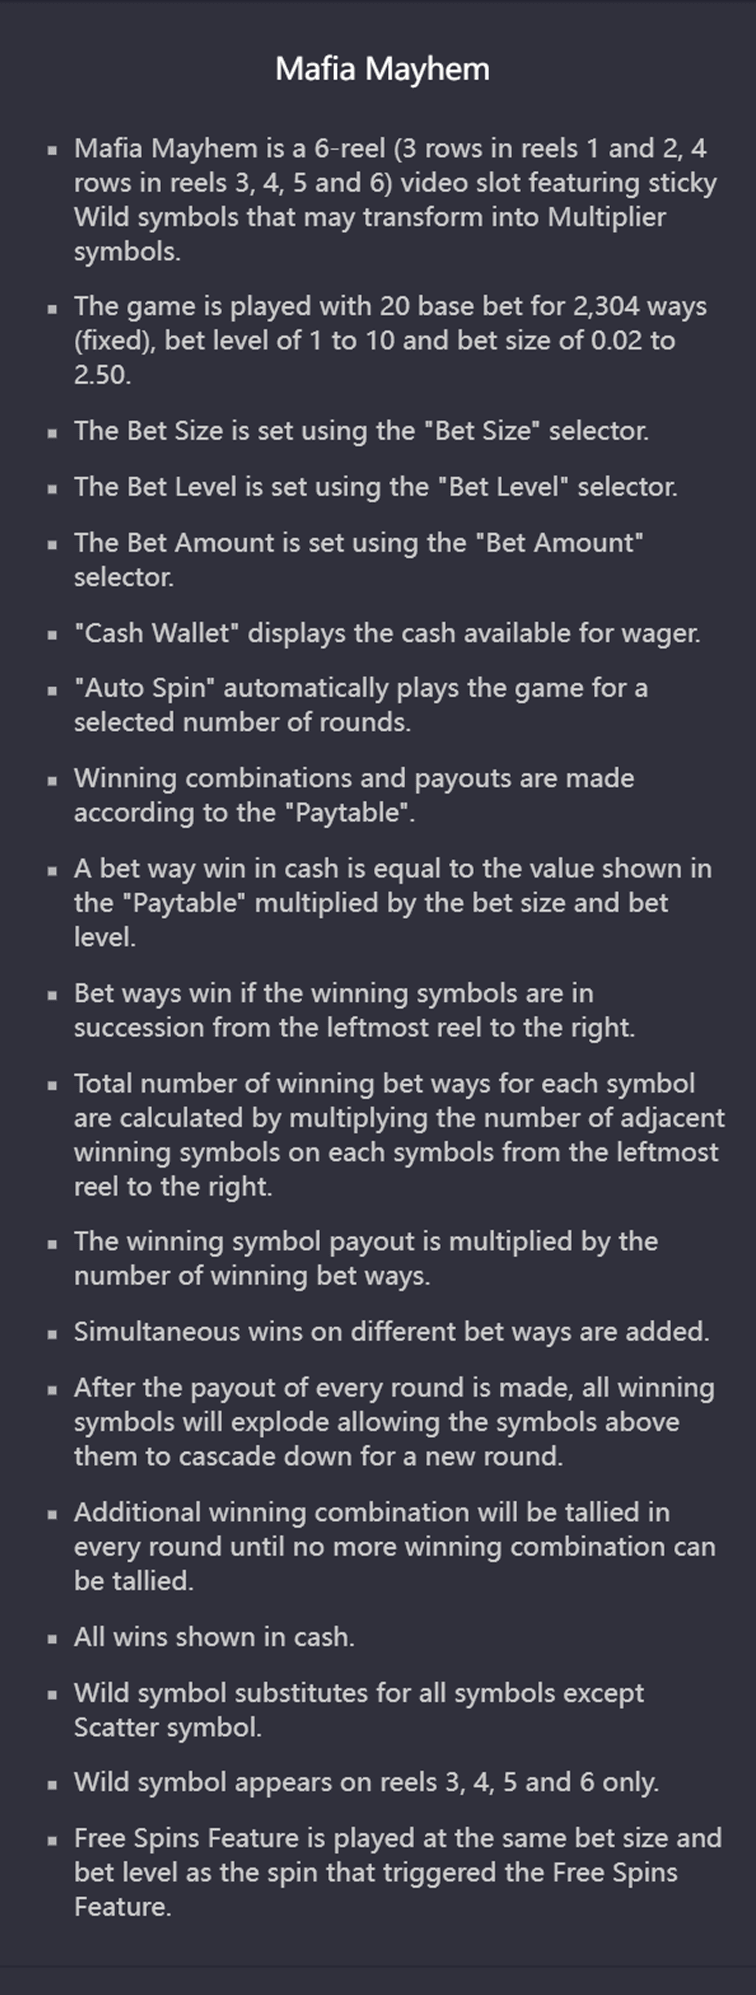 Mafia Mayhem
▪ Mafia Mayhem is a 6-reel (3 rows in reels 1 and 2, 4
rows in reels 3, 4, 5 and 6) video slot featuring sticky
Wild symbols that may transform into Multiplier
symbols.
▪ The game is played with 20 base bet for 2,304 ways
(fixed), bet level of 1 to 10 and bet size of 0.02 to
2.50.
▪ The Bet Size is set using the "Bet Size" selector.
▪ The Bet Level is set using the "Bet Level" selector.
▪ The Bet Amount is set using the "Bet Amount"
selector.
▪ "Cash Wallet" displays the cash available for wager.
▪ "Auto Spin" automatically plays the game for a
selected number of rounds.
▪ Winning combinations and payouts are made
according to the "Paytable".
▪ A bet way win in cash is equal to the value shown in
the "Paytable" multiplied by the bet size and bet
level.
▪ Bet ways win if the winning symbols are in
succession from the leftmost reel to the right.
▪ Total number of winning bet ways for each symbol
are calculated by multiplying the number of adjacent
winning symbols on each symbols from the leftmost
reel to the right.
▪ The winning symbol payout is multiplied by the
number of winning bet ways.
▪ Simultaneous wins on different bet ways are added.
▪ After the payout of every round is made, all winning
symbols will explode allowing the symbols above
them to cascade down for a new round.
▪ Additional winning combination will be tallied in
every round until no more winning combination can
be tallied.
▪ All wins shown in cash.
▪ Wild symbol substitutes for all symbols except
Scatter symbol.
▪ Wild symbol appears on reels 3, 4, 5 and 6 only.
▪ Free Spins Feature is played at the same bet size and
bet level as the spin that triggered the Free Spins
Feature.